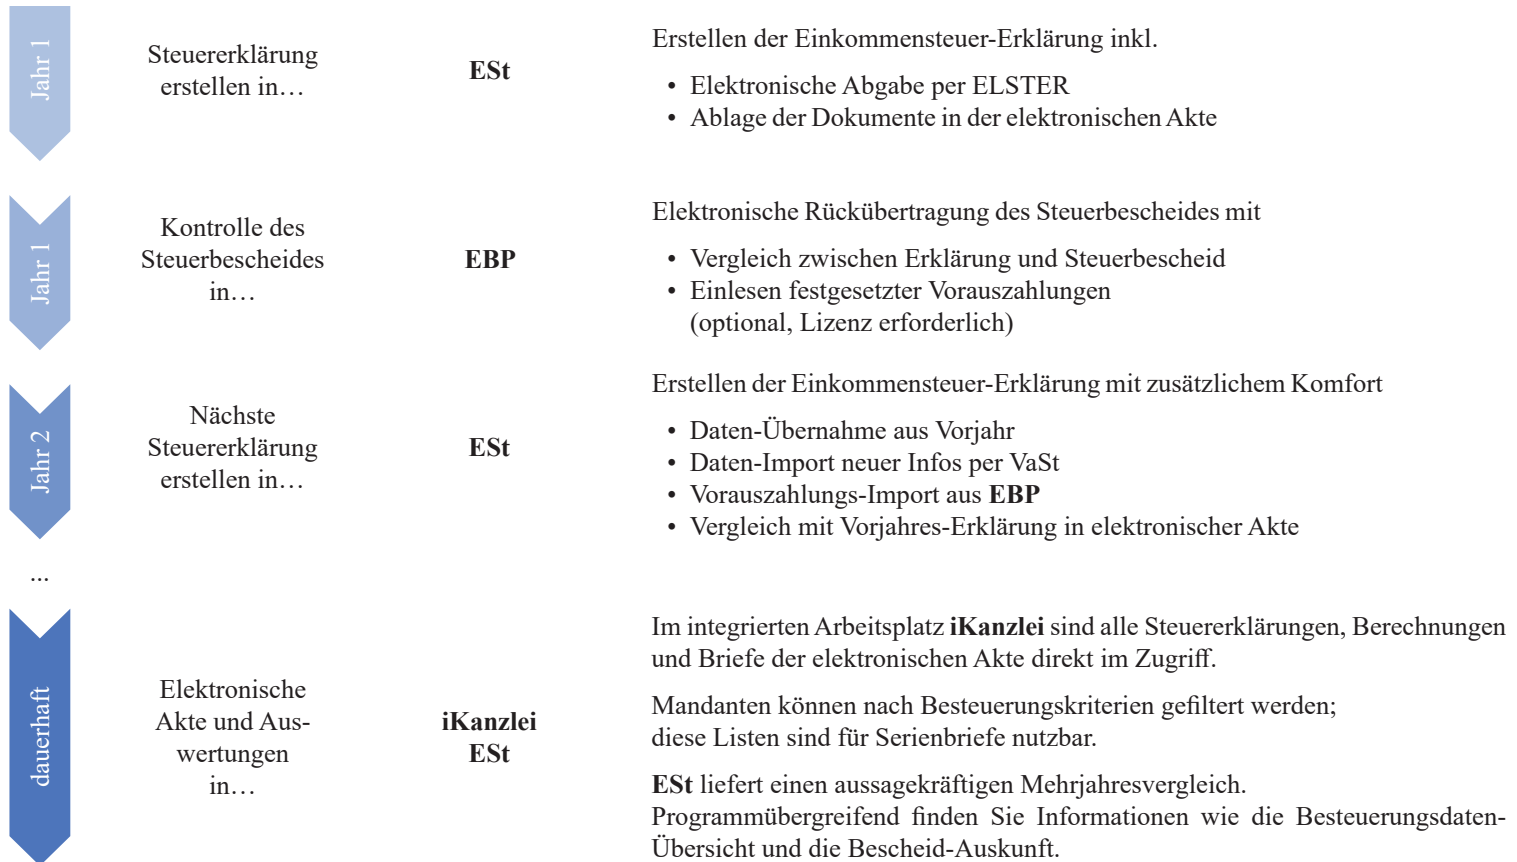 Jahr 1
Steuererklärung
erstellen in…
ESt
Erstellen der Einkommensteuer-Erklärung inkl.
• Elektronische Abgabe per ELSTER
• Ablage der Dokumente in der elektronischen Akte
Jahr 1
Kontrolle des
Steuerbescheides
in…
EBP
Elektronische Rückübertragung des Steuerbescheides mit
• Vergleich zwischen Erklärung und Steuerbescheid
• Einlesen festgesetzter Vorauszahlungen
(optional, Lizenz erforderlich)
Jahr 2
Nächste
Steuererklärung
erstellen in…
ESt
Erstellen der Einkommensteuer-Erklärung mit zusätzlichem Komfort
• Daten-Übernahme aus Vorjahr
• Daten-Import neuer Infos per VaSt
• Vorauszahlungs-Import aus EBP
• Vergleich mit Vorjahres-Erklärung in elektronischer Akte
...
dauerhaft
Elektronische
Akte und Aus-
wertungen
in…
iKanzlei
ESt
Im integrierten Arbeitsplatz iKanzlei sind alle Steuererklärungen, Berechnungen
und Briefe der elektronischen Akte direkt im Zugriff.
Mandanten können nach Besteuerungskriterien gefiltert werden;
diese Listen sind für Serienbriefe nutzbar.
ESt liefert einen aussagekräftigen Mehrjahresvergleich.
Programmübergreifend finden Sie Informationen wie die Besteuerungsdaten-
Übersicht und die Bescheid-Auskunft.